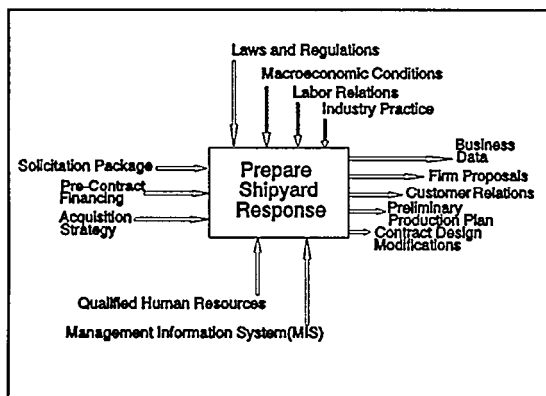 Laws and Regulations
Macroeconomic Conditions
Labor Relations
Industry Practice
Solicitation Package
Pre-Contract
Financing
Acquisition
Strategy
Prepare
Shipyard
Response
Business
Data
Firm Proposals
Customer Relations
Preliminary
Production Plan
Contract Design
Modifications
Qualified Human Resources
Management Information System(MIS)